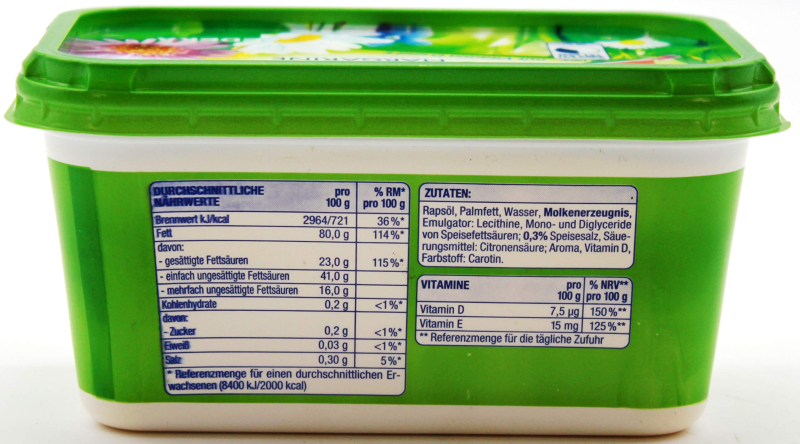 MARGARINE
DURCHSCHNITTLICHE NÄHRWERTE pro 100 g % RM* pro 100 g
Brennwert kJ/kcal 2964/721 36 %*
Fett 80,0 g 114 %*
davon:
- gesättigte Fettsäuren 23,0 g 115 %*
- einfach ungesättigte Fettsäuren 41,0 g
- mehrfach ungesättigte Fettsäuren 16,0 g
Kohlenhydrate 0,2 g <1 %*
davon:
- Zucker 0,2 g <1 %*
Eiweiß 0,03 g <1 %*
Salz 0,30 g 5 %*
* Referenzmenge für einen durchschnittlichen Er-
wachsenen (8400 kJ/2000 kcal)
ZUTATEN:
Rapsöl, Palmfett, Wasser, Molkenerzeugnis,
Emulgator: Lecithine, Mono- und Diglyceride
von Speisefettsäuren; 0,3% Speisesalz, Säue-
rungsmittel: Citronensäure; Aroma, Vitamin D,
Farbstoff: Carotin.
VITAMINE pro 100 g % NRV** pro 100 g
Vitamin D 7,5 µg 150 %**
Vitamin E 15 mg 125 %**
** Referenzmenge für die tägliche Zufuhr